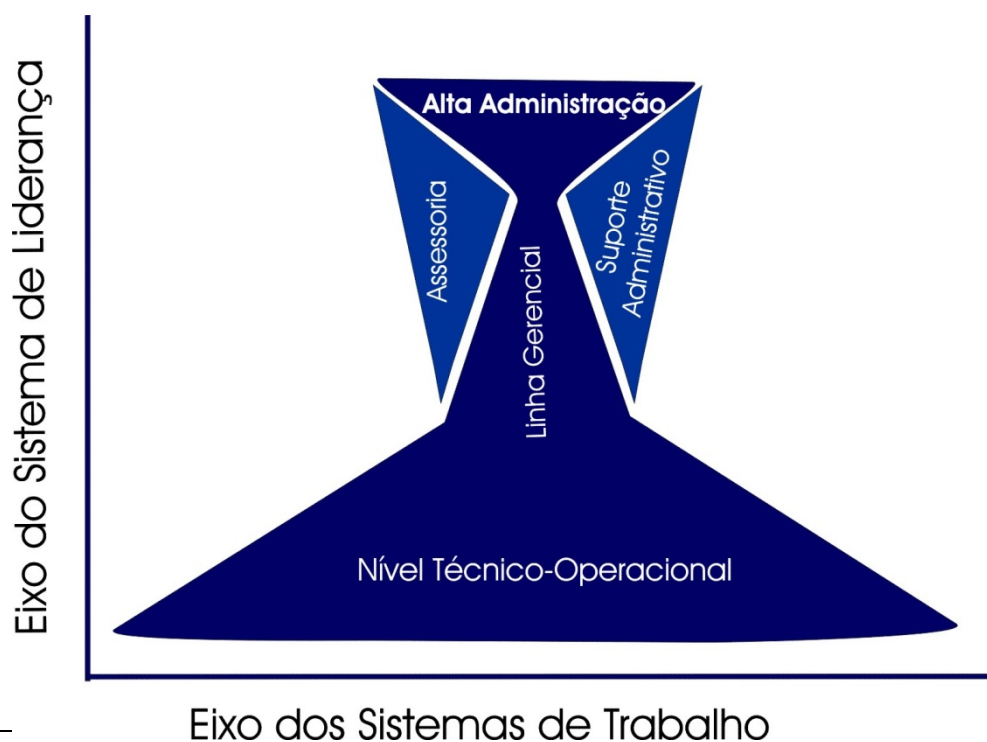 Eixo do Sistema de Liderança
Alta Administração
Assessoria
Suporte
Administrativo
Linha Gerencial
Nível Técnico-Operacional
Eixo dos Sistemas de Trabalho